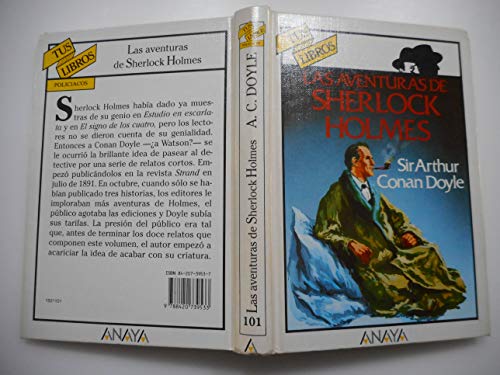 TUS
LIBROS
POLICIACOS
Las aventuras
de Sherlock Holmes
Sherlock Holmes había dado ya mues-
tras de su genio en Estudio en escarla-
ta y en El signo de los cuatro, pero los lecto-
res no se dieron cuenta de su genialidad.
Entonces a Conan Doyle —¿a Watson?— se
le ocurrió la brillante idea de pasear al de-
tective por una serie de relatos cortos. Em-
pezó publicándolos en la revista Strand en
julio de 1891. En octubre, cuando sólo se ha-
bían publicado tres historias, los editores le
imploraban más aventuras de Holmes, el
público agotaba las ediciones y Doyle subía
sus tarifas. La presión del público era tal
que, antes de terminar los doce relatos que
componen este volumen, el autor empezó a
acariciar la idea de acabar con su criatura.
ISBN 84-207-3953-7
9788420739533
1501101
ANAYA
A. C. DOYLE
Las aventuras de Sherlock Holmes
101
TUS
LIBROS
LAS AVENTURAS DE
SHERLOCK
HOLMES
Sir Arthur
Conan Doyle
ANAYA